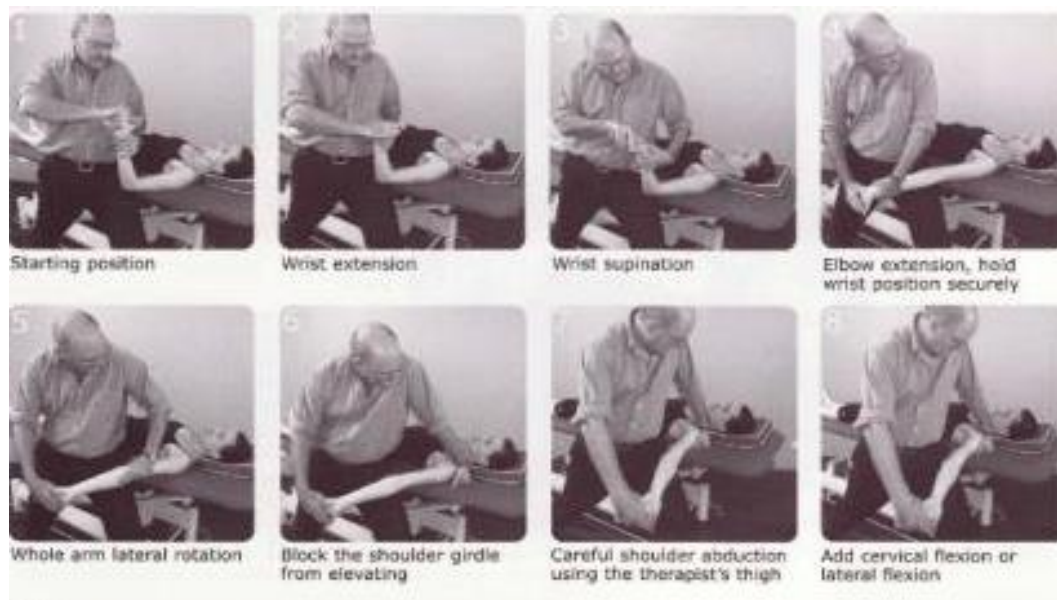 1
2
3
4
Starting position
Wrist extension
Wrist supination
Elbow extension, hold
wrist position securely
5
6
7
8
Whole arm lateral rotation
Block the shoulder girdle
from elevating
Careful shoulder abduction
using the therapist's thigh
Add cervical flexion or
lateral flexion